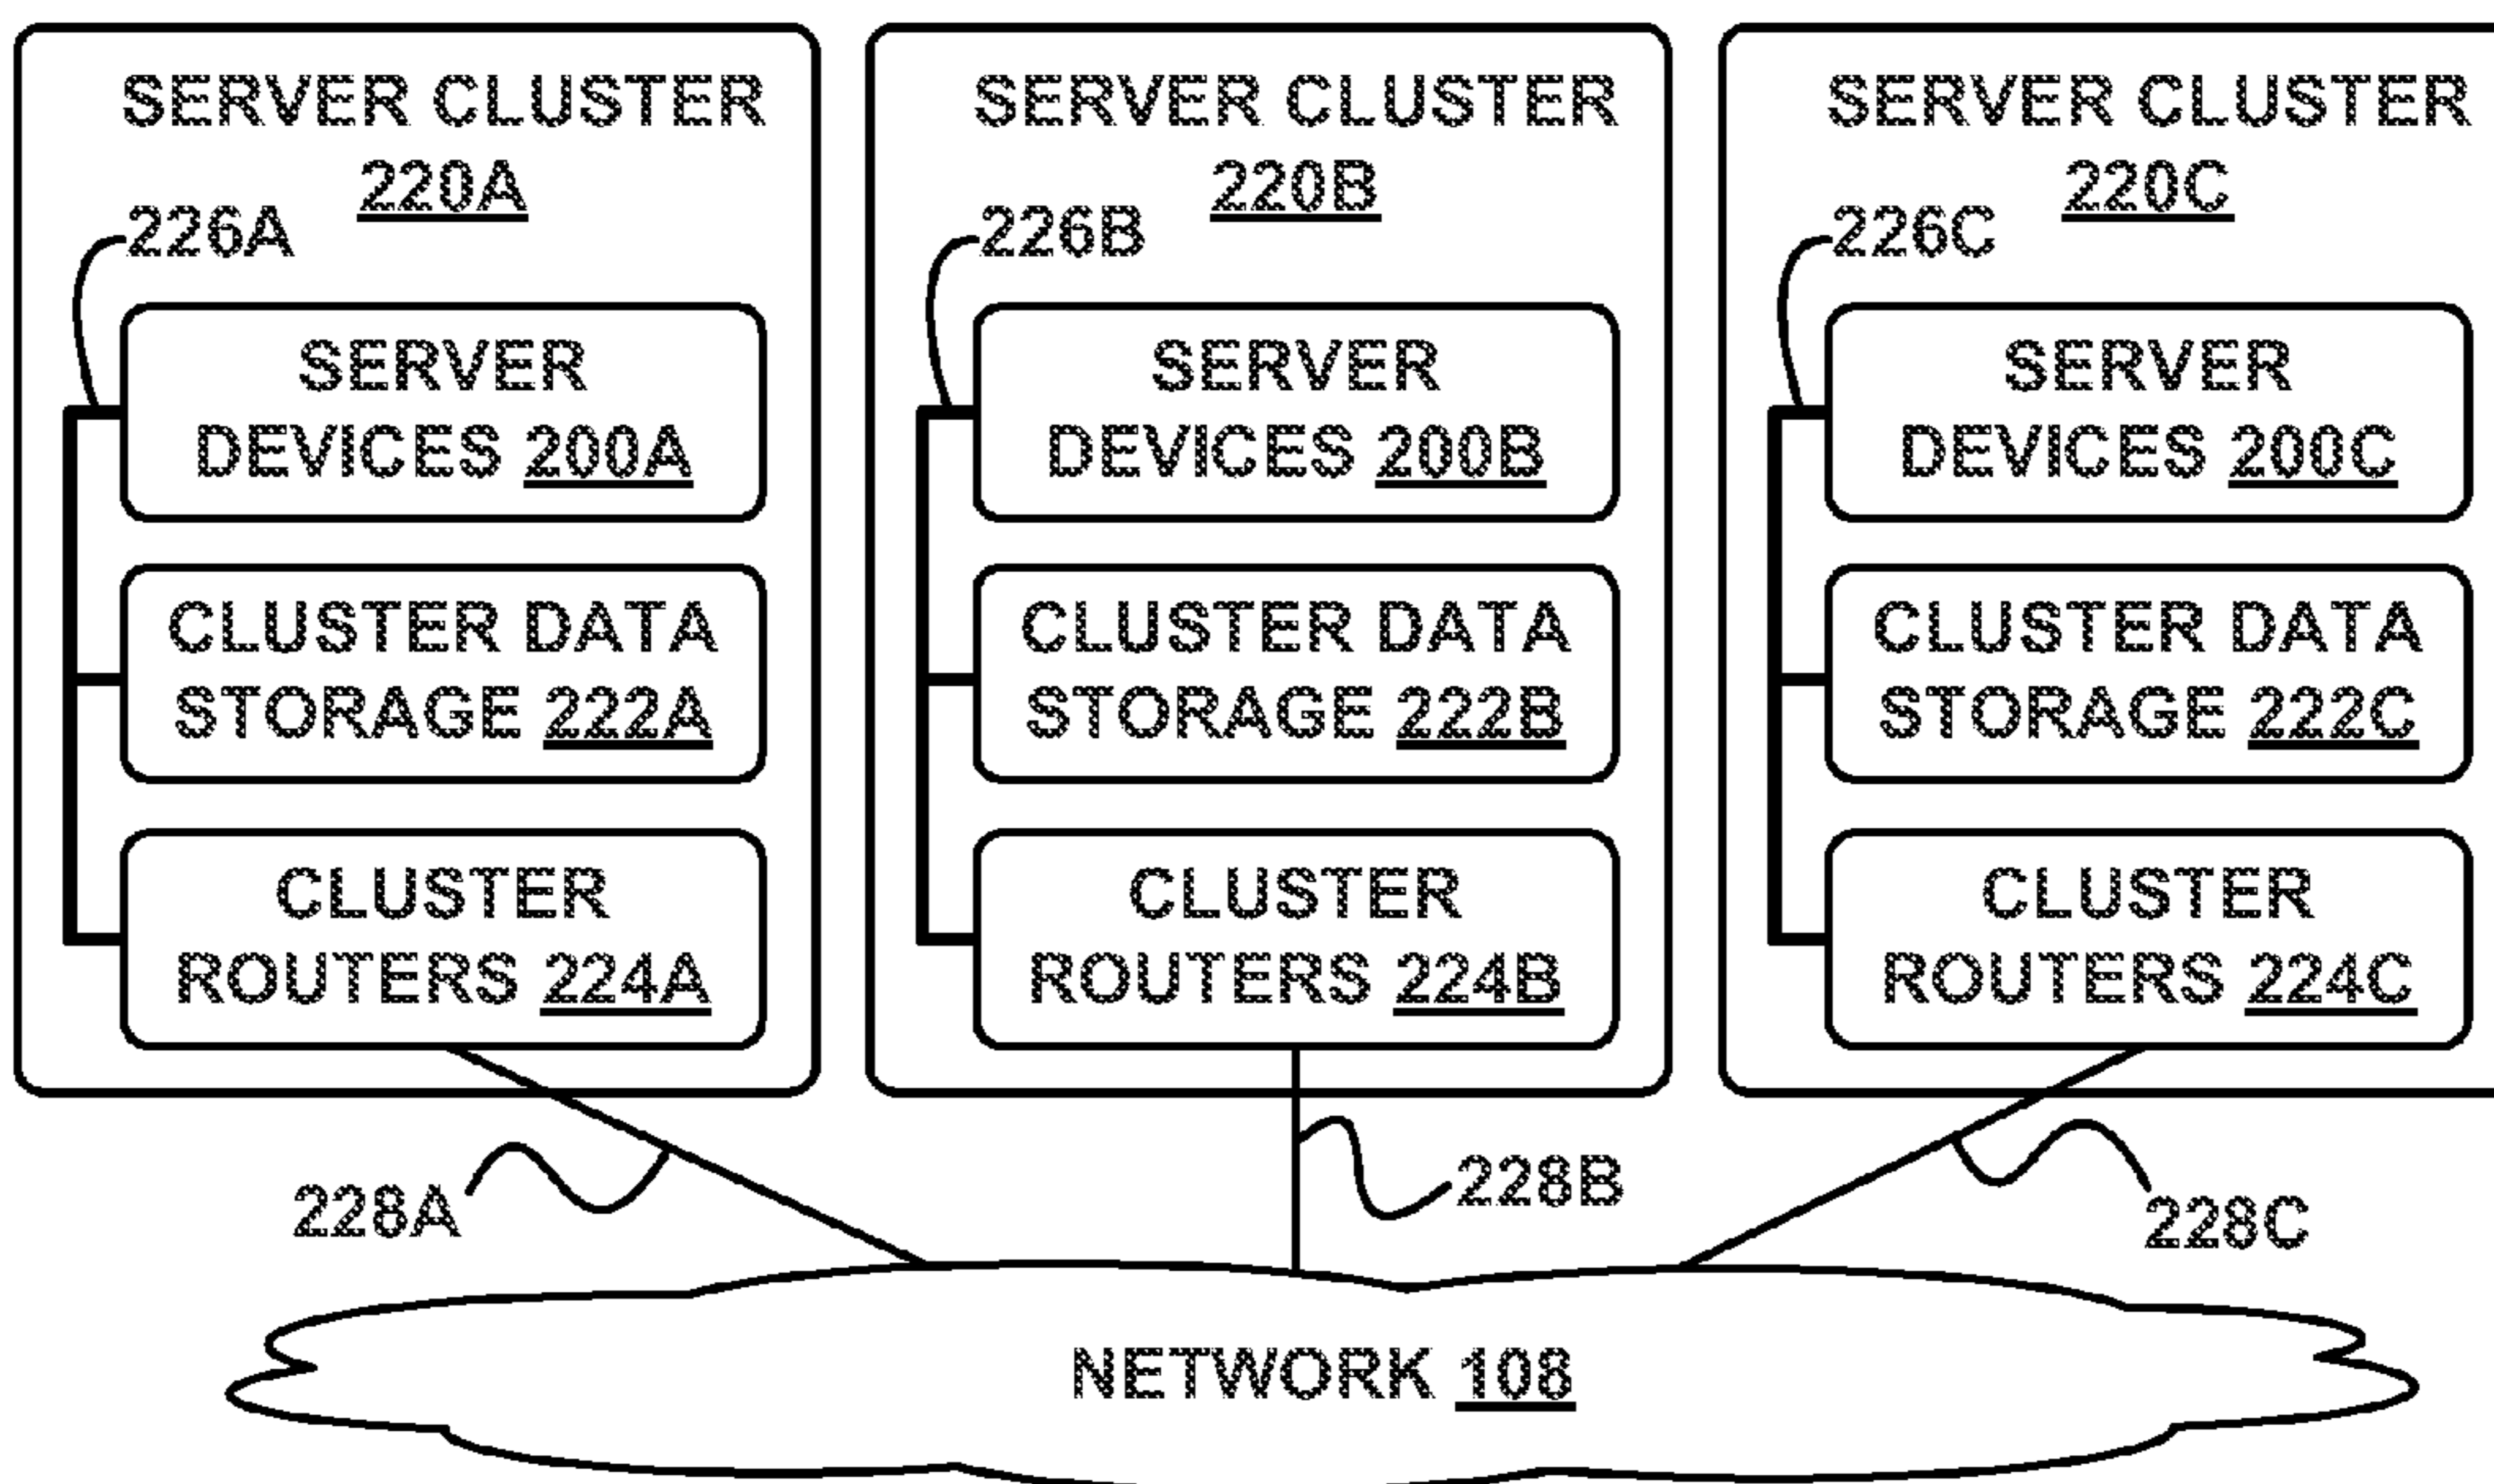 SERVER CLUSTER
220A
226A
SERVER
DEVICES 200A
CLUSTER DATA
STORAGE 222A
CLUSTER
ROUTERS 224A
SERVER CLUSTER
220B
226B
SERVER
DEVICES 200B
CLUSTER DATA
STORAGE 222B
CLUSTER
ROUTERS 224B
SERVER CLUSTER
220C
226C
SERVER
DEVICES 200C
CLUSTER DATA
STORAGE 222C
CLUSTER
ROUTERS 224C
228A
228B
228C
NETWORK 108